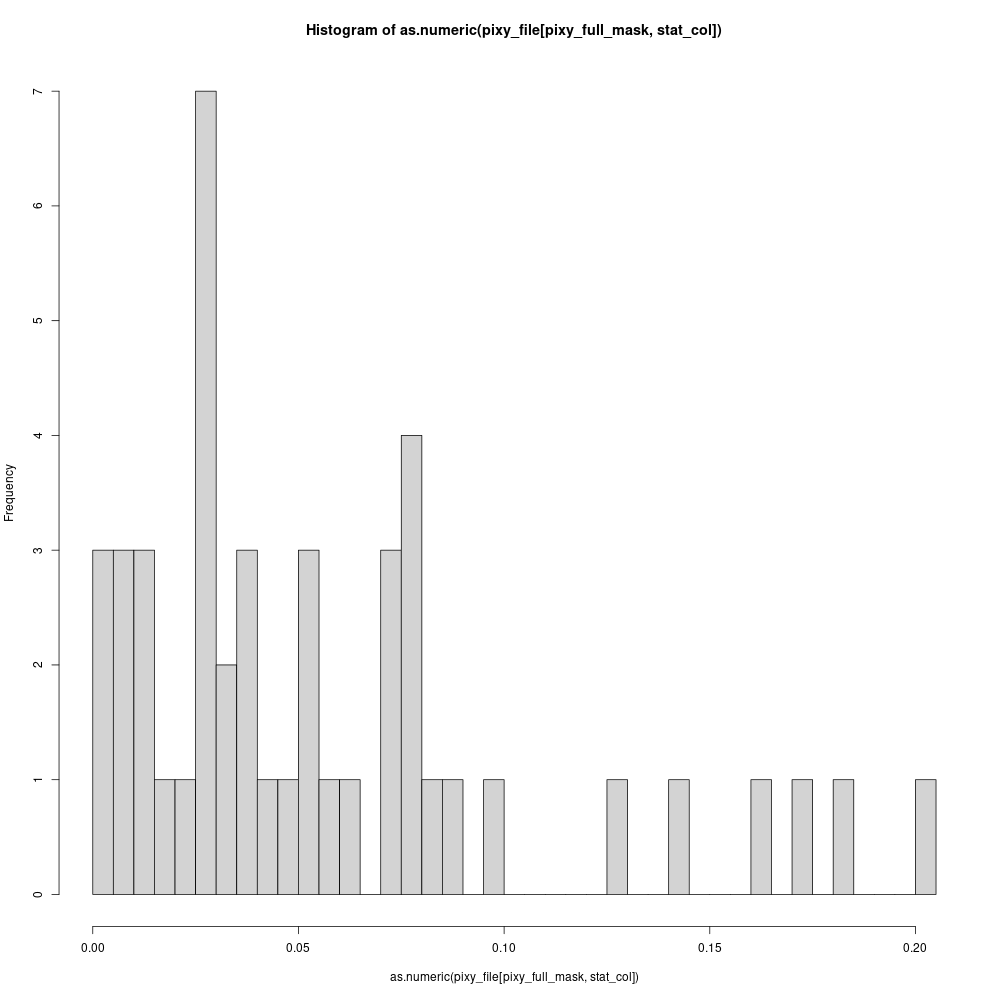 Histogram of as.numeric(pixy_file[pixy_full_mask, stat_col])
7
6
5
4
3
2
1
0
Frequency
0.00 0.05 0.10 0.15 0.20
as.numeric(pixy_file[pixy_full_mask, stat_col])